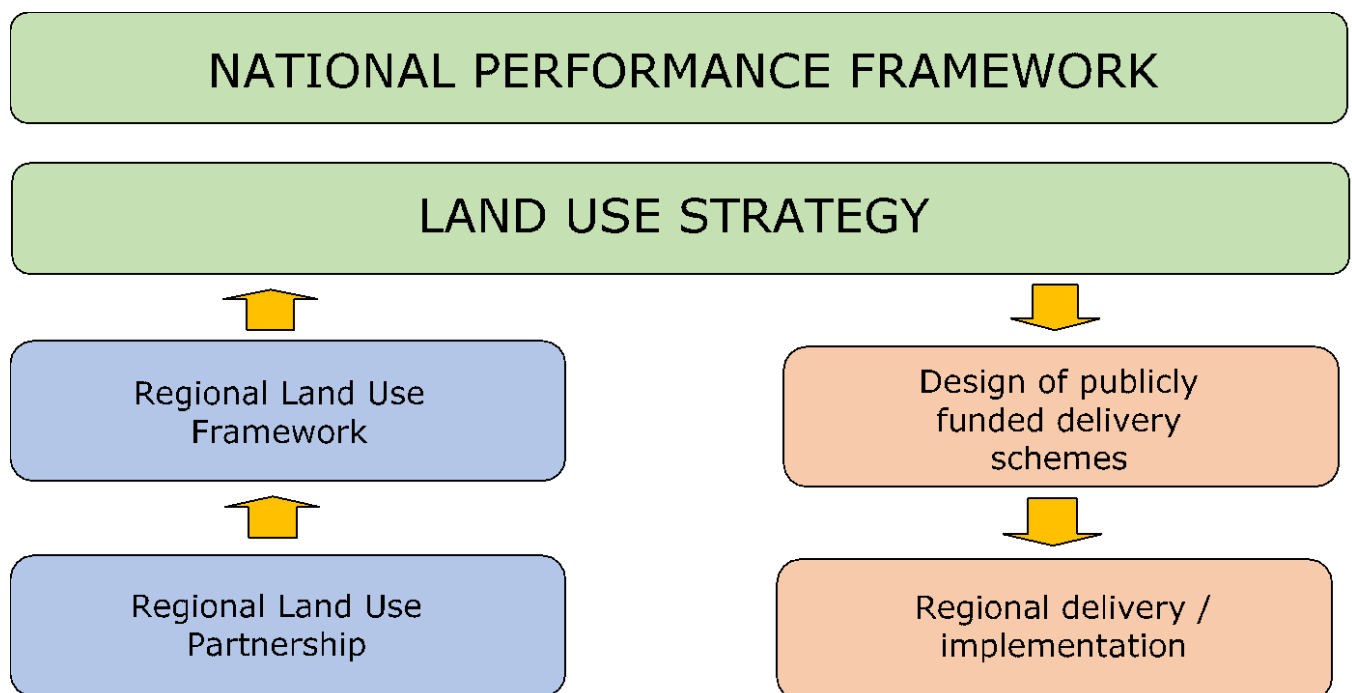 NATIONAL PERFORMANCE FRAMEWORK
LAND USE STRATEGY
Regional Land Use
Framework
Design of publicly
funded delivery
schemes
Regional Land Use
Partnership
Regional delivery /
implementation